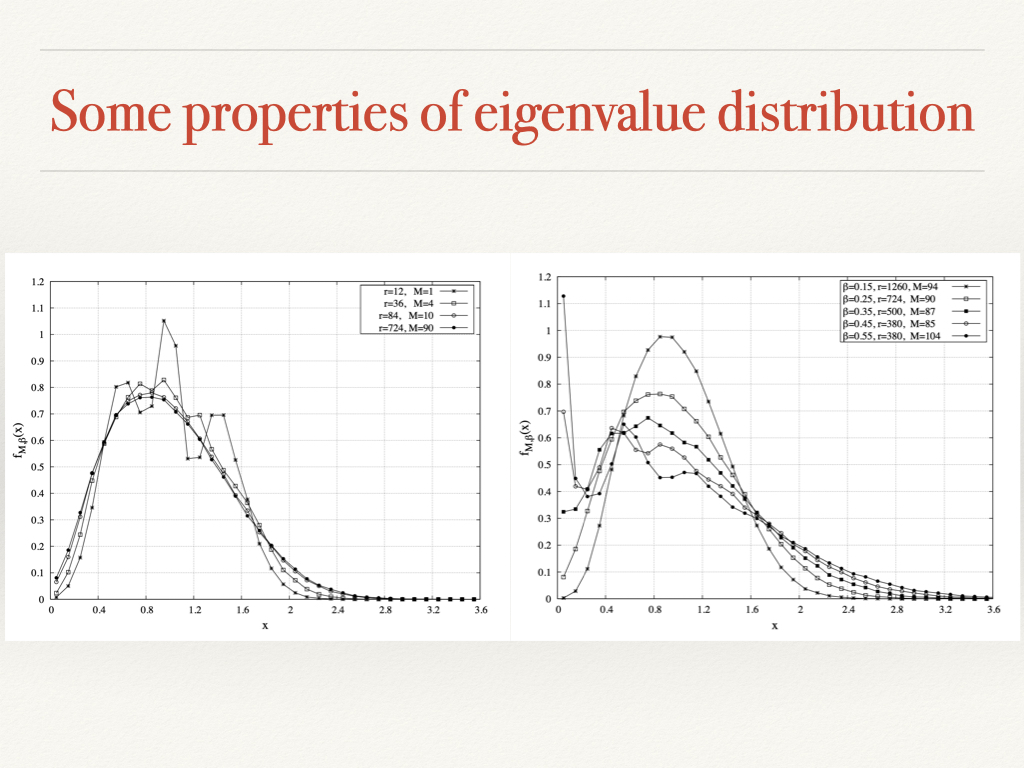 Some properties of eigenvalue distribution
1.2
1.1
1
0.9
0.8
0.7
0.6
0.5
0.4
0.3
0.2
0.1
0
f_M,β(x)
r=12, M=1
r=36, M=4
r=84, M=10
r=724, M=90
0 0.4 0.8 1.2 1.6 2 2.4 2.8 3.2 3.6
x
1.2
1.1
1
0.9
0.8
0.7
0.6
0.5
0.4
0.3
0.2
0.1
0
f_M,β(x)
β=0.15, r=1260, M=94
β=0.25, r=724, M=90
β=0.35, r=500, M=87
β=0.45, r=380, M=85
β=0.55, r=380, M=104
0 0.4 0.8 1.2 1.6 2 2.4 2.8 3.2 3.6
x